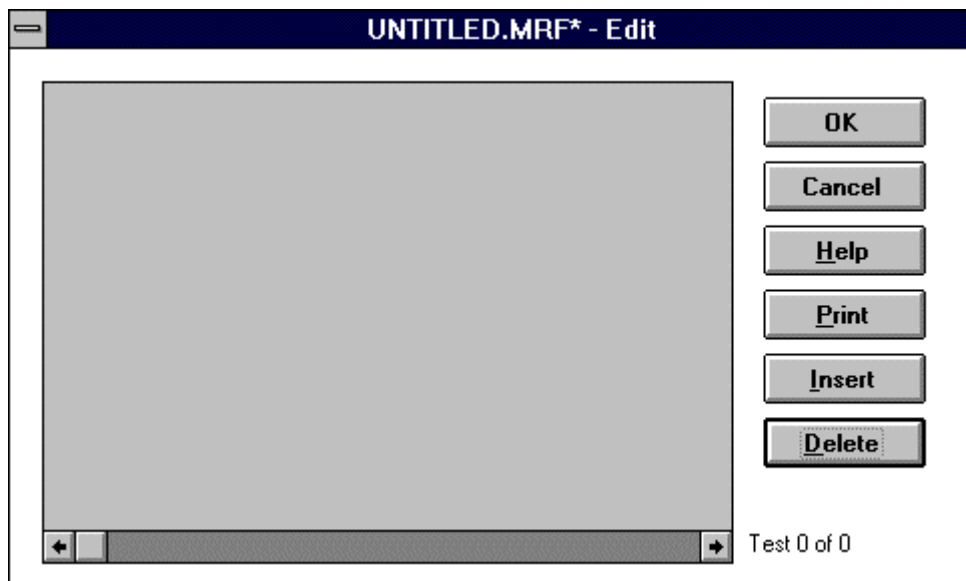 UNTITLED.MRF* - Edit
OK
Cancel
Help
Print
Insert
Delete
Test 0 of 0